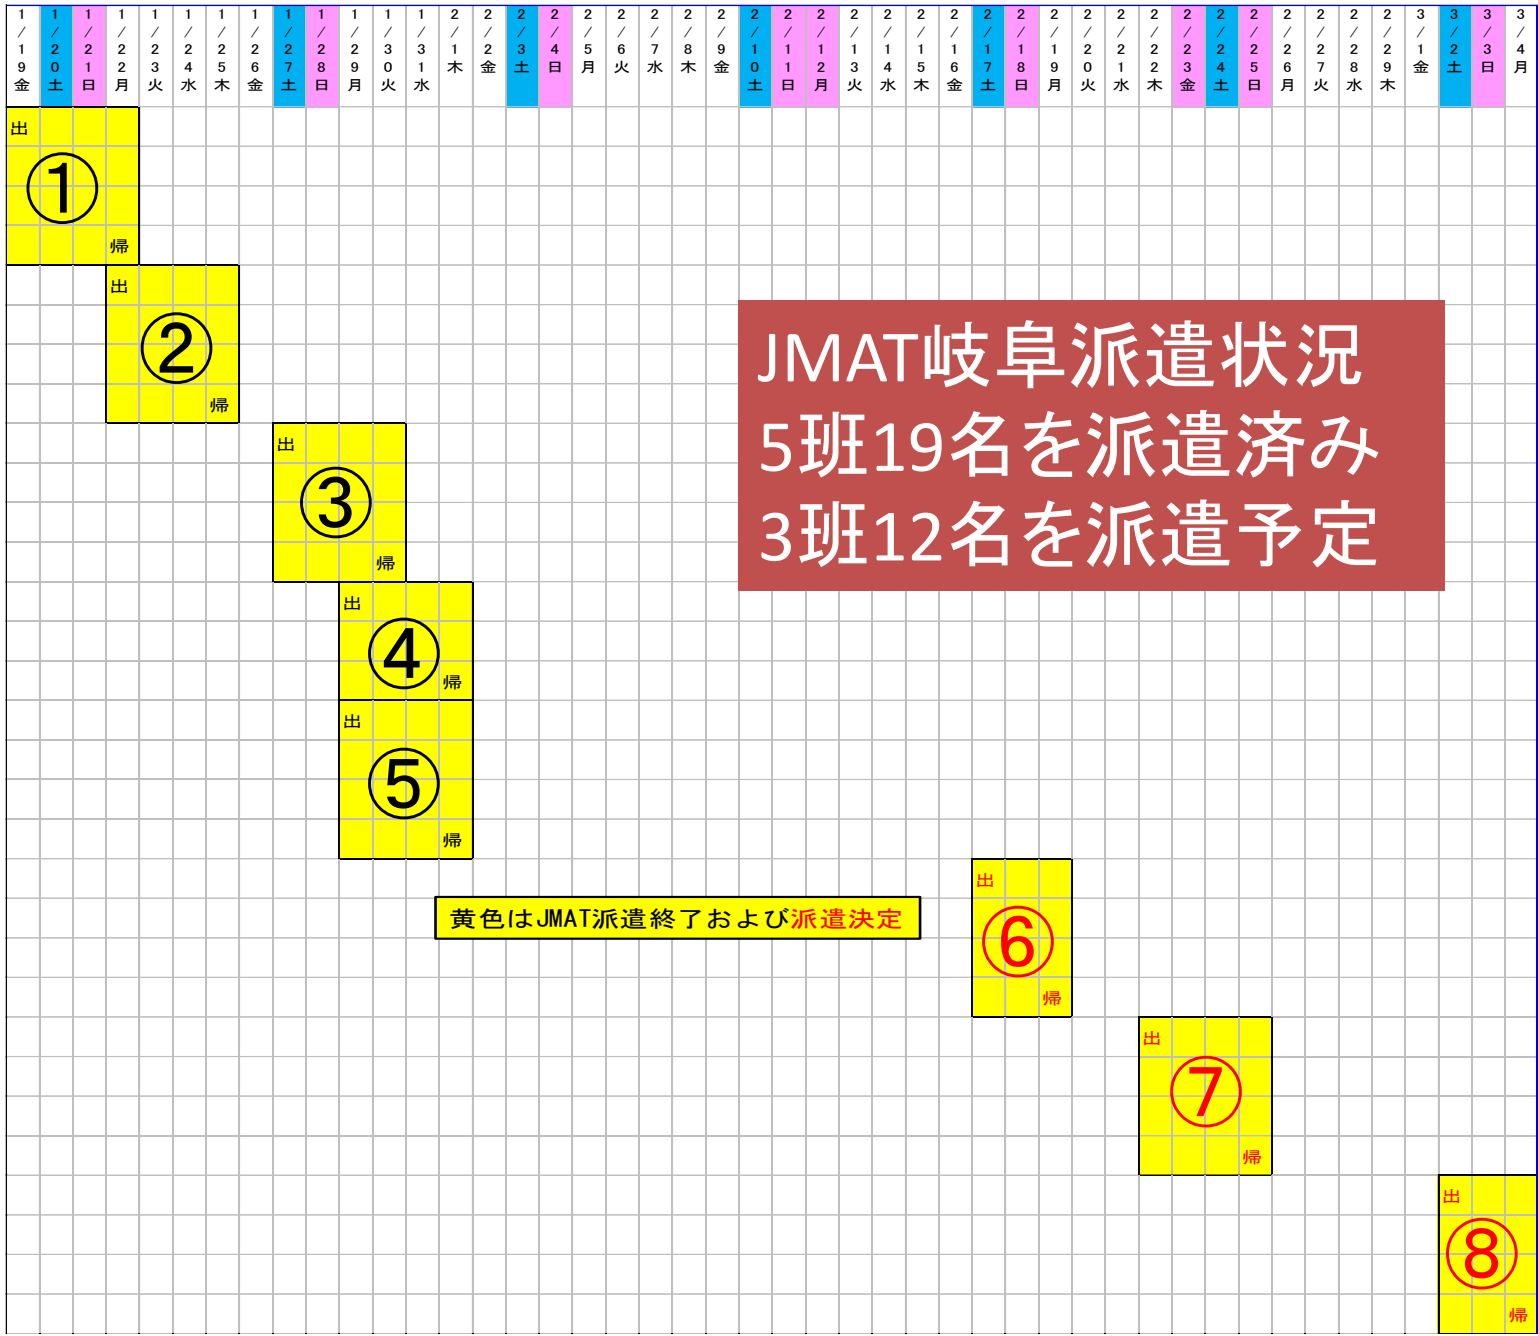 1/19金 1/20土 1/21日 1/22月 1/23火 1/24水 1/25木 1/26金 1/27土 1/28日 1/29月 1/30火 1/31水 2/1木 2/2金 2/3土 2/4日 2/5月 2/6火 2/7水 2/8木 2/9金 2/10土 2/11日 2/12月 2/13火 2/14水 2/15木 2/16金 2/17土 2/18日 2/19月 2/20火 2/21水 2/22木 2/23金 2/24土 2/25日 2/26月 2/27火 2/28水 2/29木 3/1金 3/2土 3/3日 3/4月
出
①
帰
出
②
帰
JMAT岐阜派遣状況
5班19名を派遣済み
3班12名を派遣予定
出
③
帰
出
④
帰
出
⑤
帰
黄色はJMAT派遣終了および派遣決定
出
⑥
帰
出
⑦
帰
出
⑧
帰